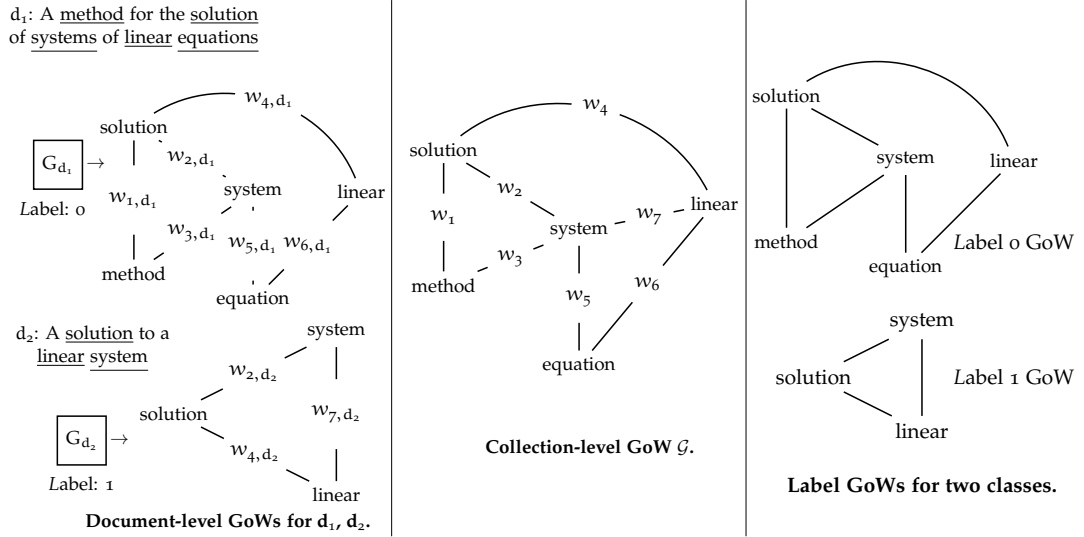 d₁: A method for the solution
of systems of linear equations
w₄,d₁
solution
G_d₁ →
w₂,d₁
system
linear
Label: 0
w₁,d₁
w₃,d₁
w₅,d₁
w₆,d₁
method
equation
d₂: A solution to a
linear system
system
w₂,d₂
solution
w₇,d₂
G_d₂ →
w₄,d₂
Label: 1
linear
Document-level GoWs for d₁, d₂.
w₄
solution
w₂
w₁
w₇
linear
system
w₃
method
w₅
w₆
equation
Collection-level GoW 𝒢.
solution
system
linear
method
Label 0 GoW
equation
system
solution
Label 1 GoW
linear
Label GoWs for two classes.